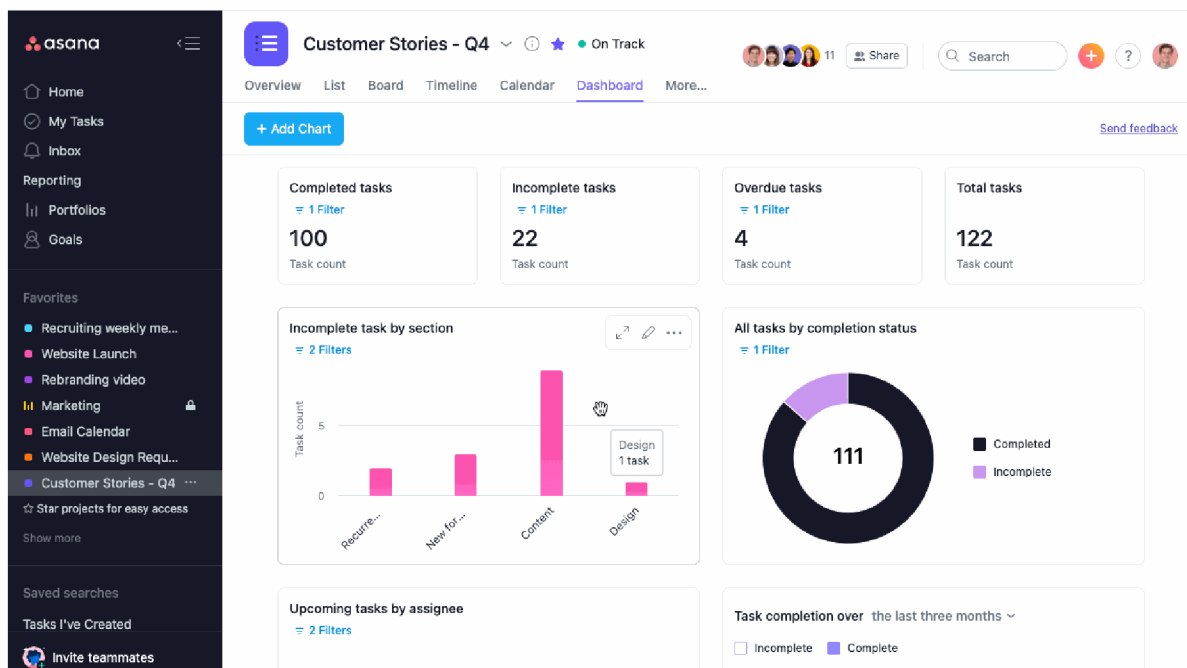 asana
Home
My Tasks
Inbox
Reporting
Portfolios
Goals
Favorites
Recruiting weekly me...
Website Launch
Rebranding video
Marketing
Email Calendar
Website Design Requ...
Customer Stories - Q4 ...
Star projects for easy access
Show more
Saved searches
Tasks I've Created
Invite teammates
Customer Stories - Q4
On Track
11
Share
Search
?
Overview List Board Timeline Calendar Dashboard More...
+ Add Chart
Send feedback
Completed tasks
1 Filter
100
Task count
Incomplete tasks
1 Filter
22
Task count
Overdue tasks
1 Filter
4
Task count
Total tasks
122
Task count
Incomplete task by section
2 Filters
Task count
5
0
Design
1 task
Recurre...
New for...
Content
Design
All tasks by completion status
1 Filter
111
Completed
Incomplete
Upcoming tasks by assignee
2 Filters
Task completion over the last three months
Incomplete Complete